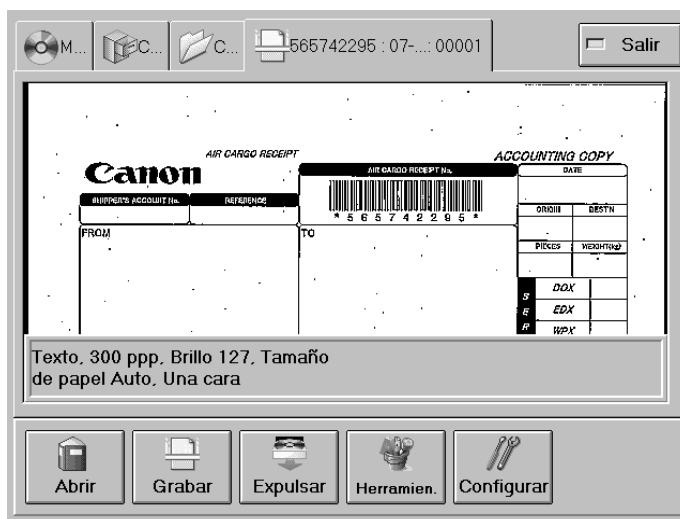 M... C... C... 565742295 : 07-...: 00001 Salir
AIR CARGO RECEIPT ACCOUNTING COPY
Canon AIR CARGO RECEIPT No. DATE
SHIPPER'S ACCOUNT No. REFERENCE
ORIGIN DEST'N
* 5 6 5 7 4 2 2 9 5 *
FROM TO
PIECES WEIGHT(kg)
S DOX
E EDX
R WPX
Texto, 300 ppp, Brillo 127, Tamaño
de papel Auto, Una cara
Abrir Grabar Expulsar Herramien. Configurar